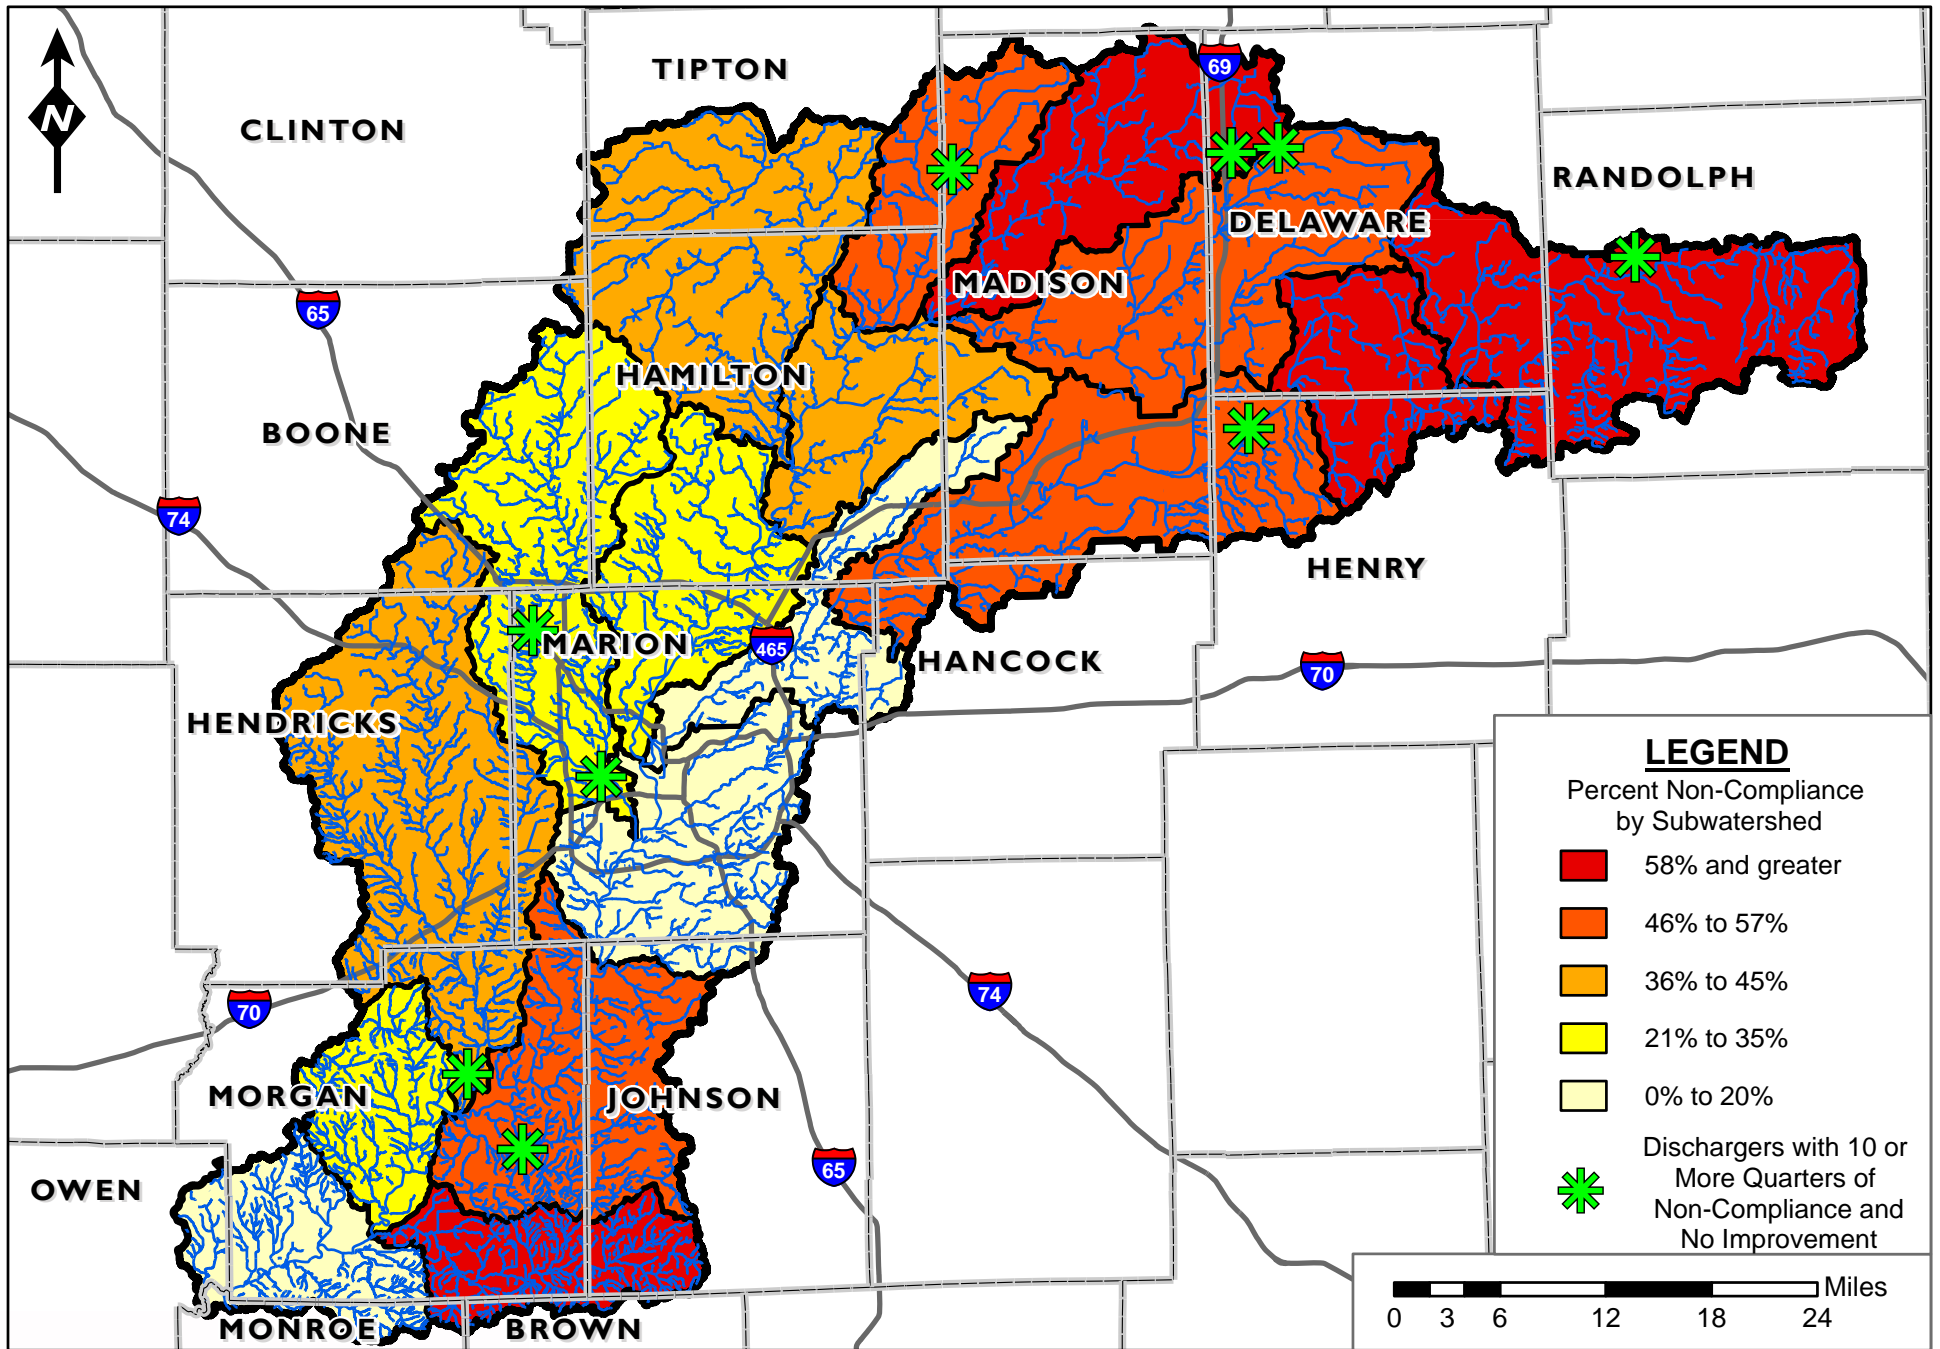 N
TIPTON
CLINTON
69
RANDOLPH
DELAWARE
MADISON
65
HAMILTON
BOONE
74
HENRY
MARION
465
HANCOCK
70
HENDRICKS
74
70
MORGAN
JOHNSON
65
OWEN
MONROE
BROWN
LEGEND
Percent Non-Compliance
by Subwatershed
58% and greater
46% to 57%
36% to 45%
21% to 35%
0% to 20%
Dischargers with 10 or
More Quarters of
Non-Compliance and
No Improvement
Miles
0 3 6 12 18 24